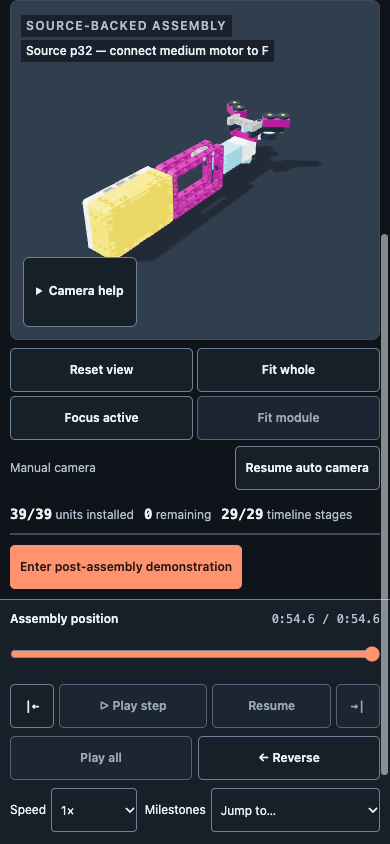 SOURCE-BACKED ASSEMBLY
Source p32 — connect medium motor to F
▶ Camera help
Reset view
Fit whole
Focus active
Fit module
Manual camera
Resume auto camera
39/39 units installed 0 remaining 29/29 timeline stages
Enter post-assembly demonstration
Assembly position 0:54.6 / 0:54.6
|← ▷ Play step Resume →|
Play all ← Reverse
Speed 1x Milestones Jump to...